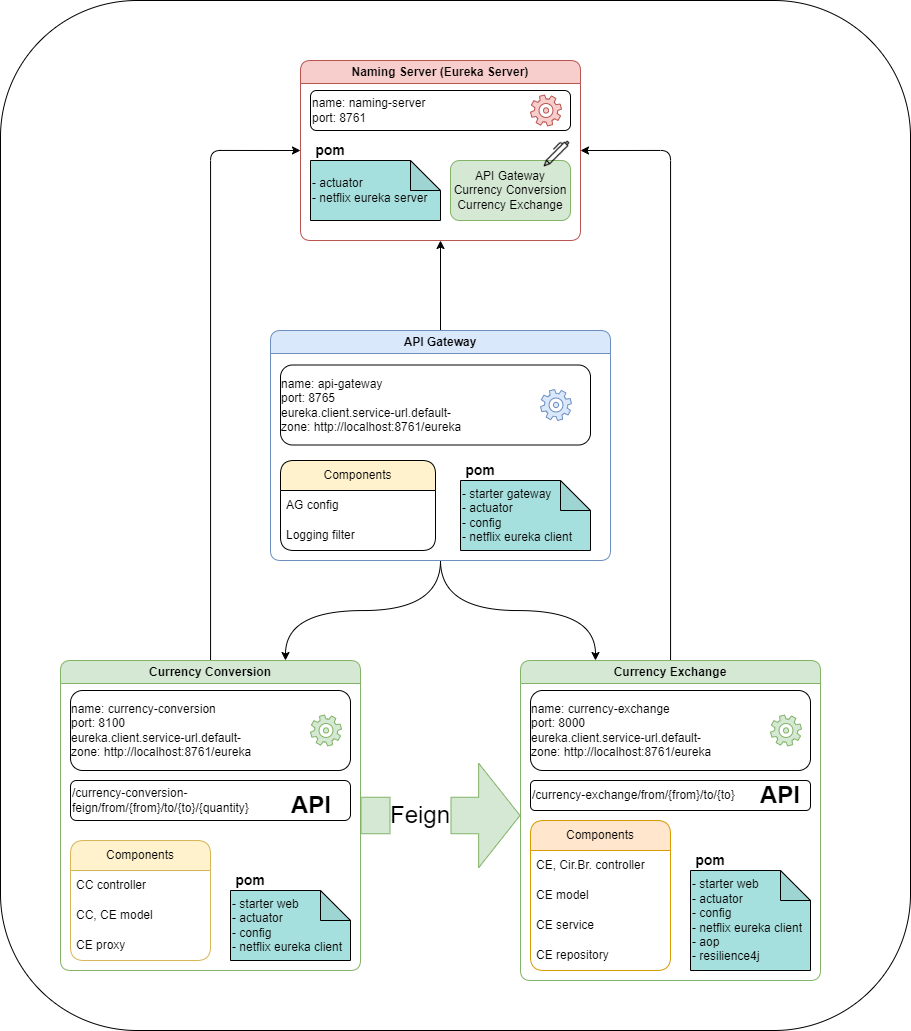 Naming Server (Eureka Server)
name: naming-server
port: 8761
pom
- actuator
- netflix eureka server
API Gateway
Currency Conversion
Currency Exchange
API Gateway
name: api-gateway
port: 8765
eureka.client.service-url.default-
zone: http://localhost:8761/eureka
Components
AG config
Logging filter
pom
- starter gateway
- actuator
- config
- netflix eureka client
Currency Conversion
name: currency-conversion
port: 8100
eureka.client.service-url.default-
zone: http://localhost:8761/eureka
/currency-conversion-
feign/from/{from}/to/{to}/{quantity}
API
Components
CC controller
CC, CE model
CE proxy
pom
- starter web
- actuator
- config
- netflix eureka client
Feign
Currency Exchange
name: currency-exchange
port: 8000
eureka.client.service-url.default-
zone: http://localhost:8761/eureka
/currency-exchange/from/{from}/to/{to}
API
Components
CE, Cir.Br. controller
CE model
CE service
CE repository
pom
- starter web
- actuator
- config
- netflix eureka client
- aop
- resilience4j